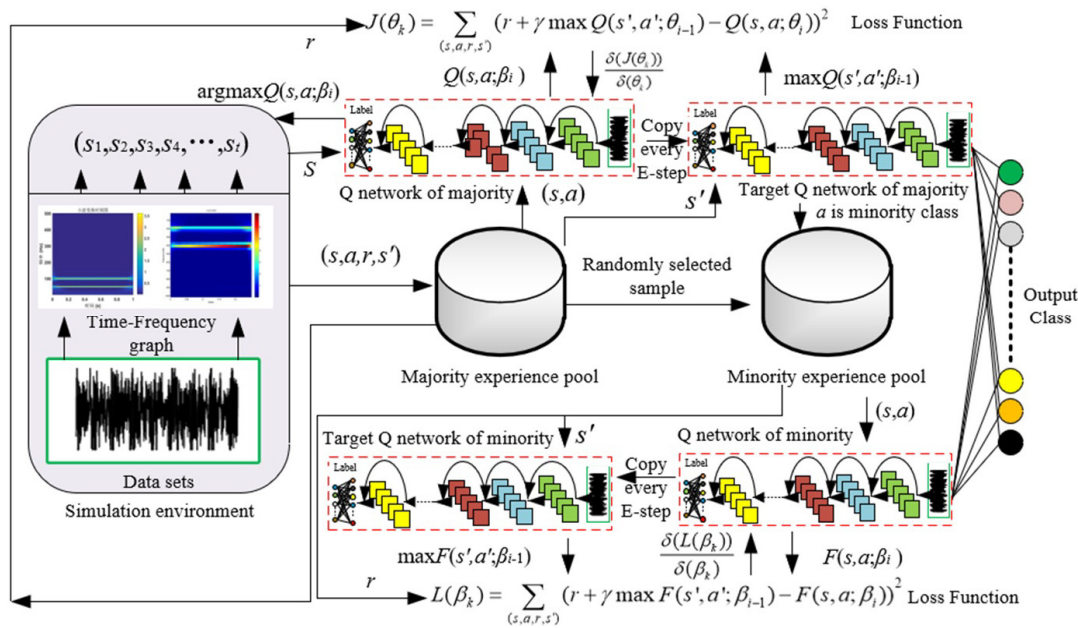 J(θₖ) = ∑ (r + γ max Q(s', a'; θᵢ₋₁) − Q(s, a; θᵢ))² Loss Function
(s,a,r,s')
r
Q(s,a;βᵢ)
δ(J(θₖ))
δ(θₖ)
maxQ(s',a';βᵢ₋₁)
argmaxQ(s,a;βᵢ)
Label
Copy
every
E-step
Label
(s₁,s₂,s₃,s₄,⋯,sₜ)
S
Q network of majority
(s,a)
s'
Target Q network of majority
a is minority class
(s,a,r,s')
Randomly selected
sample
Output
Class
Time-Frequency
graph
Majority experience pool
Minority experience pool
(s,a)
Target Q network of minority
s'
Q network of minority
Label
Copy
every
E-step
Label
Data sets
Simulation environment
maxF(s',a';βᵢ₋₁)
δ(L(βₖ))
δ(βₖ)
F(s,a;βᵢ)
r
L(βₖ) = ∑ (r + γ max F(s', a'; βᵢ₋₁) − F(s, a; βᵢ))² Loss Function
(s,a,r,s')